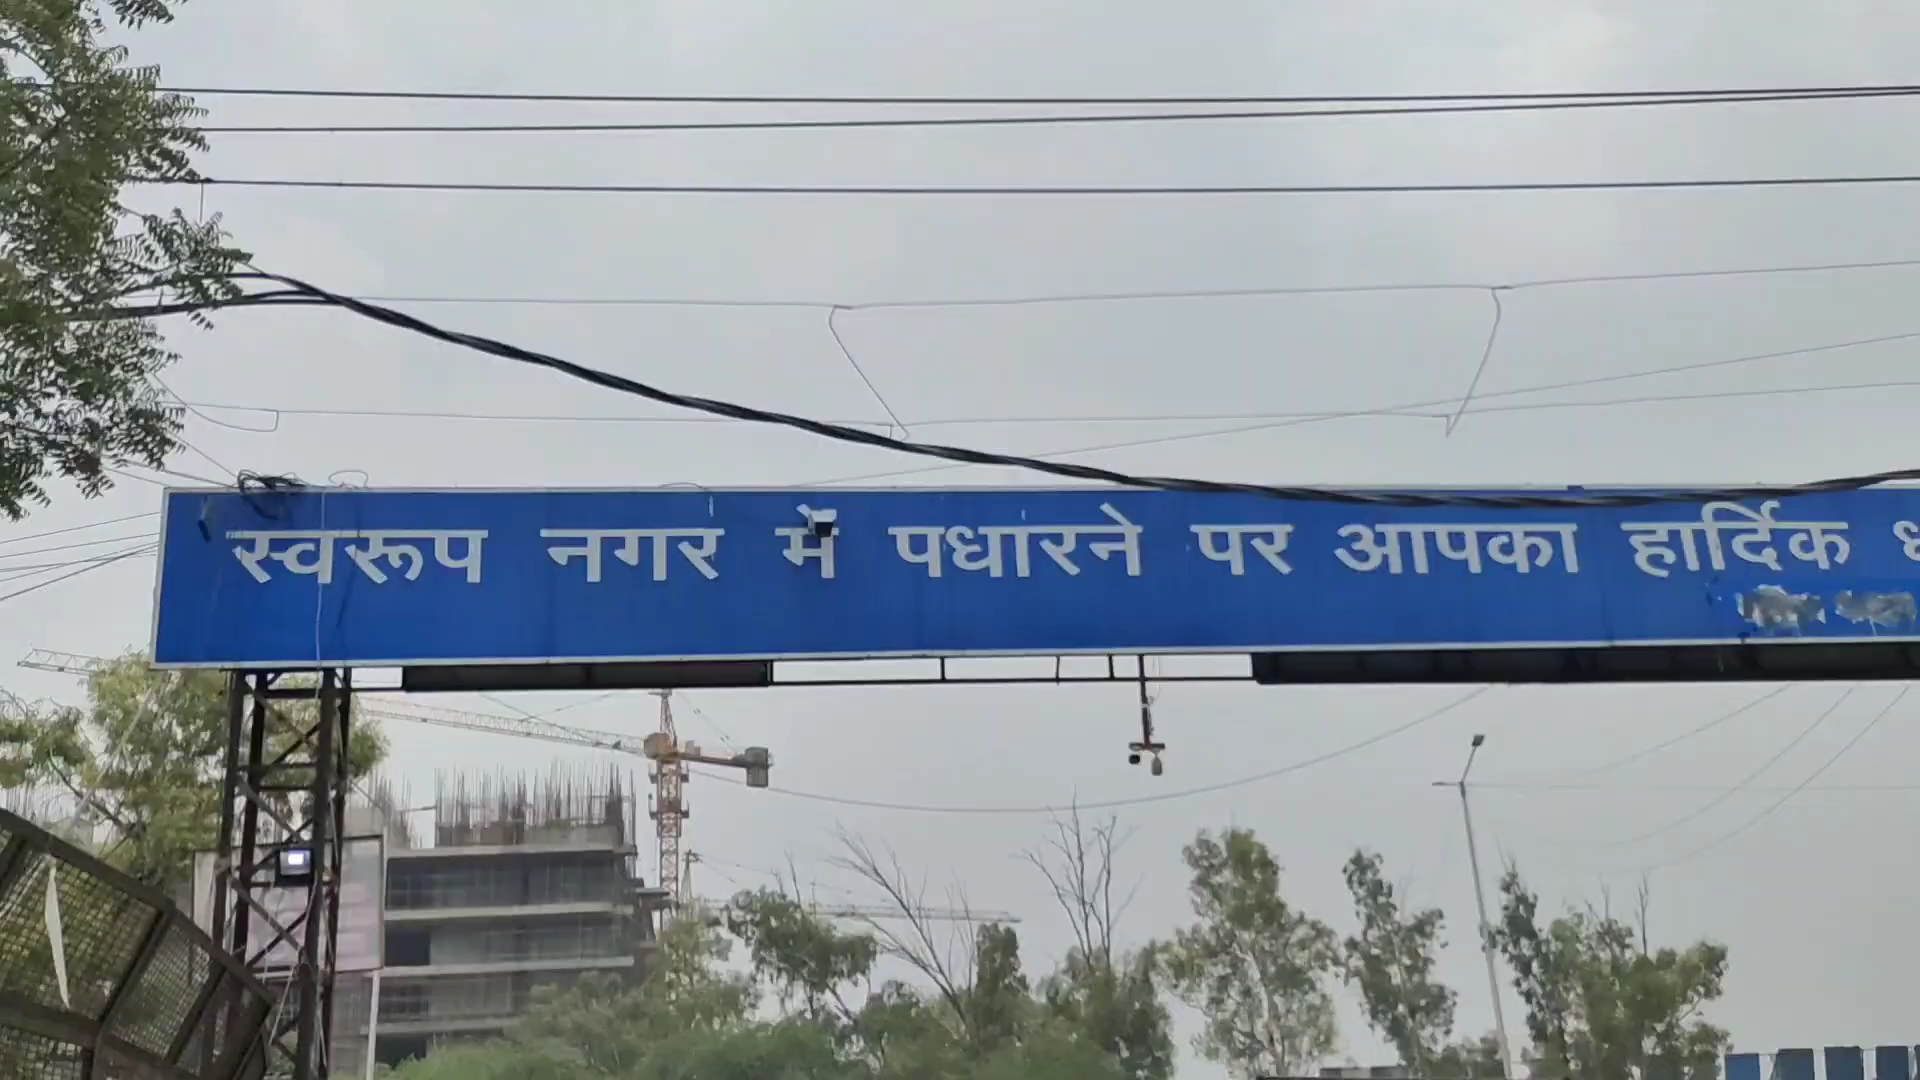 स्वरूप नगर में पधारने पर आपका हार्दिक